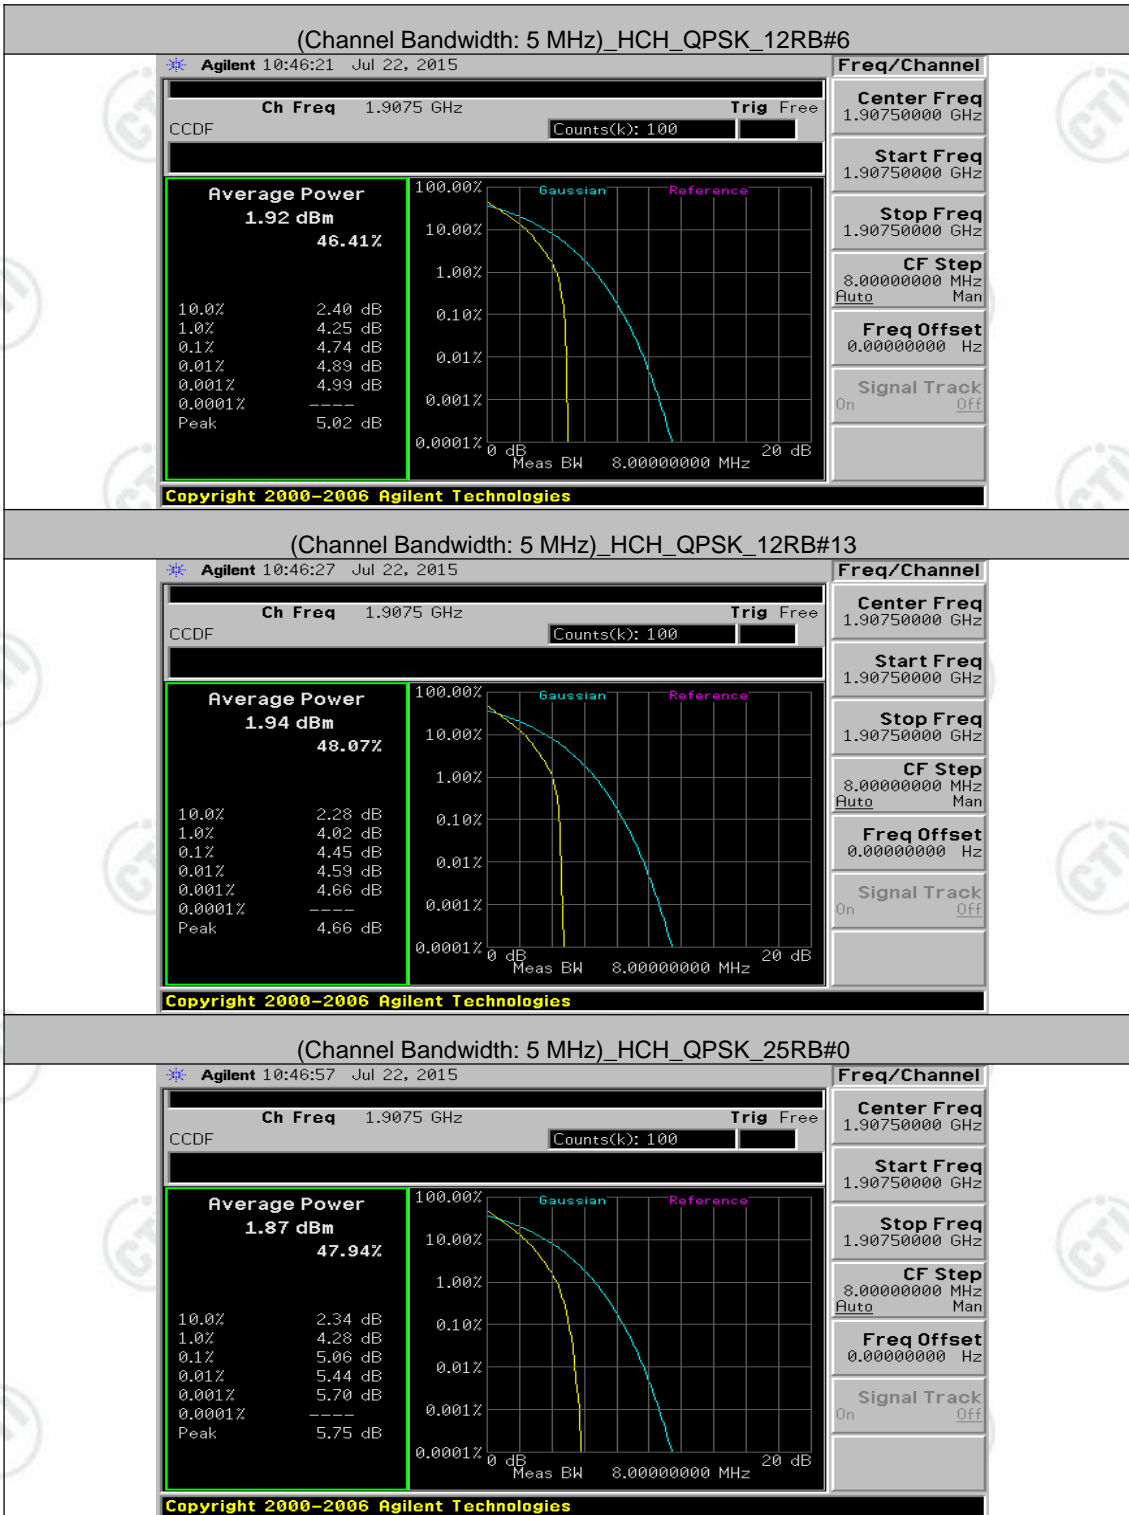 (Channel Bandwidth: 5 MHz)_HCH_QPSK_12RB#6
Agilent 10:46:21 Jul 22, 2015 Freq/Channel
Ch Freq 1.9075 GHz Trig Free
CCDF Counts(k): 100
Average Power
1.92 dBm
46.41%
10.0% 2.40 dB
1.0% 4.25 dB
0.1% 4.74 dB
0.01% 4.89 dB
0.001% 4.99 dB
0.0001% ----
Peak 5.02 dB
100.00% Gaussian Reference
10.00%
1.00%
0.10%
0.01%
0.001%
0.0001% 0 dB 20 dB
Meas BW 8.00000000 MHz
Center Freq
1.90750000 GHz
Start Freq
1.90750000 GHz
Stop Freq
1.90750000 GHz
CF Step
8.00000000 MHz
Auto Man
Freq Offset
0.00000000 Hz
Signal Track
On Off
Copyright 2000-2006 Agilent Technologies
(Channel Bandwidth: 5 MHz)_HCH_QPSK_12RB#13
Agilent 10:46:27 Jul 22, 2015 Freq/Channel
Ch Freq 1.9075 GHz Trig Free
CCDF Counts(k): 100
Average Power
1.94 dBm
48.07%
10.0% 2.28 dB
1.0% 4.02 dB
0.1% 4.45 dB
0.01% 4.59 dB
0.001% 4.66 dB
0.0001% ----
Peak 4.66 dB
100.00% Gaussian Reference
10.00%
1.00%
0.10%
0.01%
0.001%
0.0001% 0 dB 20 dB
Meas BW 8.00000000 MHz
Center Freq
1.90750000 GHz
Start Freq
1.90750000 GHz
Stop Freq
1.90750000 GHz
CF Step
8.00000000 MHz
Auto Man
Freq Offset
0.00000000 Hz
Signal Track
On Off
Copyright 2000-2006 Agilent Technologies
(Channel Bandwidth: 5 MHz)_HCH_QPSK_25RB#0
Agilent 10:46:57 Jul 22, 2015 Freq/Channel
Ch Freq 1.9075 GHz Trig Free
CCDF Counts(k): 100
Average Power
1.87 dBm
47.94%
10.0% 2.34 dB
1.0% 4.28 dB
0.1% 5.06 dB
0.01% 5.44 dB
0.001% 5.70 dB
0.0001% ----
Peak 5.75 dB
100.00% Gaussian Reference
10.00%
1.00%
0.10%
0.01%
0.001%
0.0001% 0 dB 20 dB
Meas BW 8.00000000 MHz
Center Freq
1.90750000 GHz
Start Freq
1.90750000 GHz
Stop Freq
1.90750000 GHz
CF Step
8.00000000 MHz
Auto Man
Freq Offset
0.00000000 Hz
Signal Track
On Off
Copyright 2000-2006 Agilent Technologies